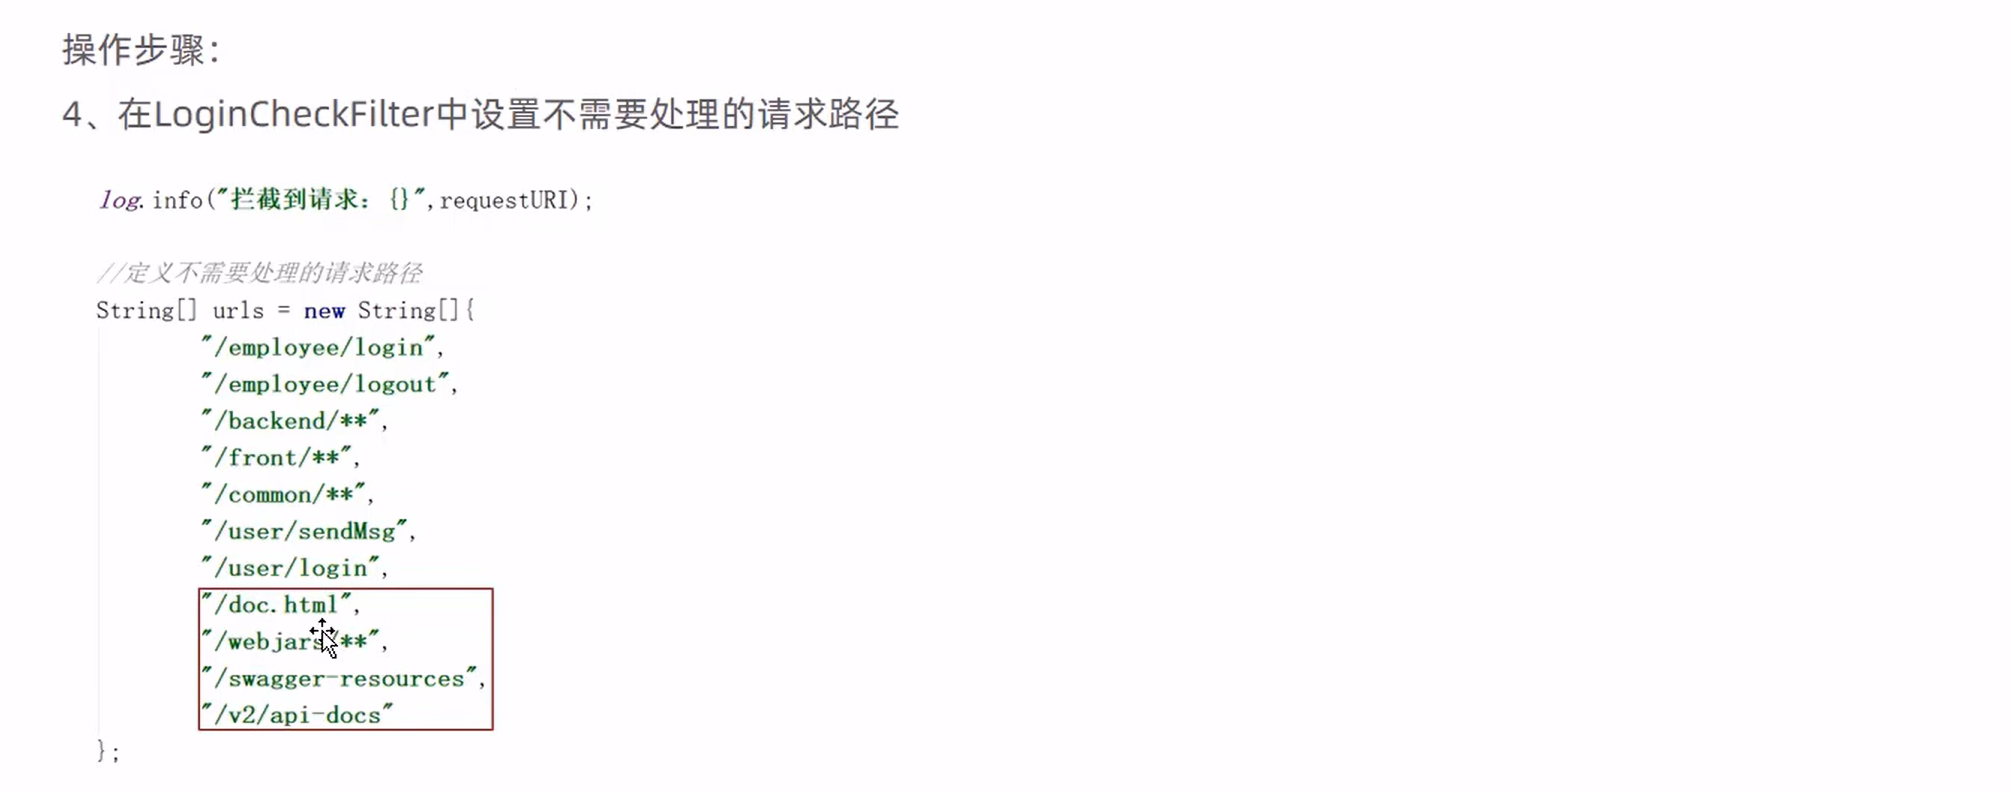 操作步骤：
4、在LoginCheckFilter中设置不需要处理的请求路径
log.info("拦截到请求：{}",requestURI);
//定义不需要处理的请求路径
String[] urls = new String[]{
"/employee/login",
"/employee/logout",
"/backend/**",
"/front/**",
"/common/**",
"/user/sendMsg",
"/user/login",
"/doc.html",
"/webjars/**",
"/swagger-resources",
"/v2/api-docs"
};